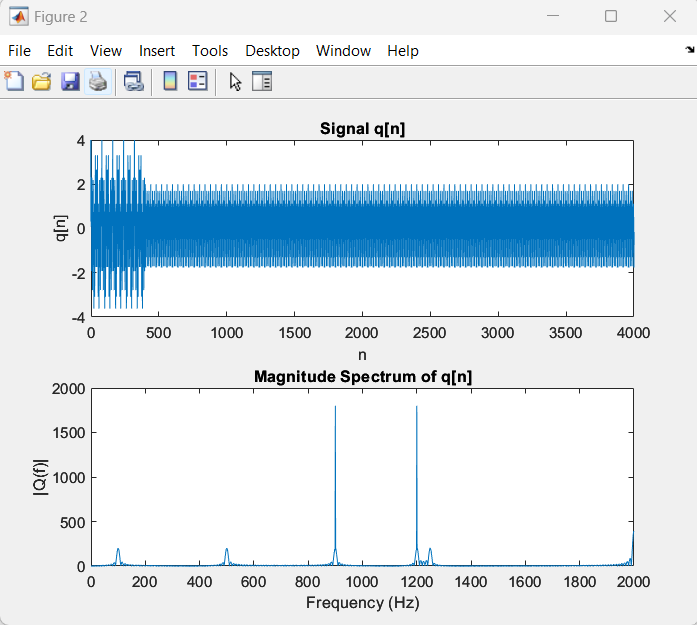 Figure 2
File Edit View Insert Tools Desktop Window Help
Signal q[n]
4
2
0
-2
-4
q[n]
0 500 1000 1500 2000 2500 3000 3500 4000
n
Magnitude Spectrum of q[n]
2000
1500
1000
500
0
|Q(f)|
0 200 400 600 800 1000 1200 1400 1600 1800 2000
Frequency (Hz)